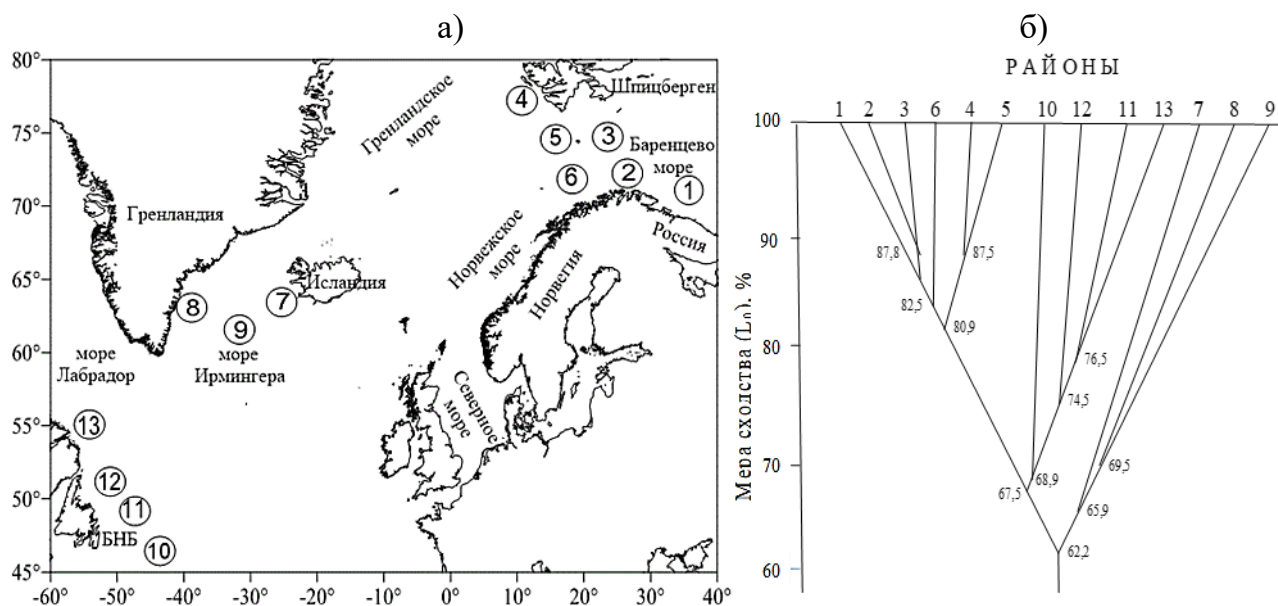 а)
б)
80°
75°
70°
65°
60°
55°
50°
45°
-60° -50° -40° -30° -20° -10° 0° 10° 20° 30° 40°
Гренландское
море
Шпицберген
4
5
3
Баренцево
море
6
2
1
Гренландия
Россия
Норвежское
море
Исландия
Норвегия
8
7
9
море
Лабрадор
море
Ирмингера
Северное
море
13
12
11
БНБ
10
РАЙОНЫ
1 2 3 6 4 5 10 12 11 13 7 8 9
Мера сходства (L₀), %
100
90
80
70
60
87,8
87,5
82,5
80,9
76,5
74,5
69,5
68,9
67,5
65,9
62,2